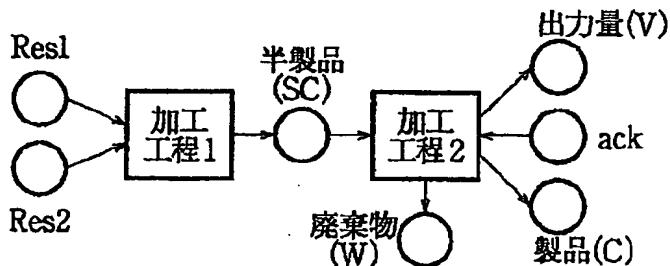 Res1
Res2
加工
工程1
半製品
(SC)
加工
工程2
廃棄物
(W)
出力量(V)
ack
製品(C)